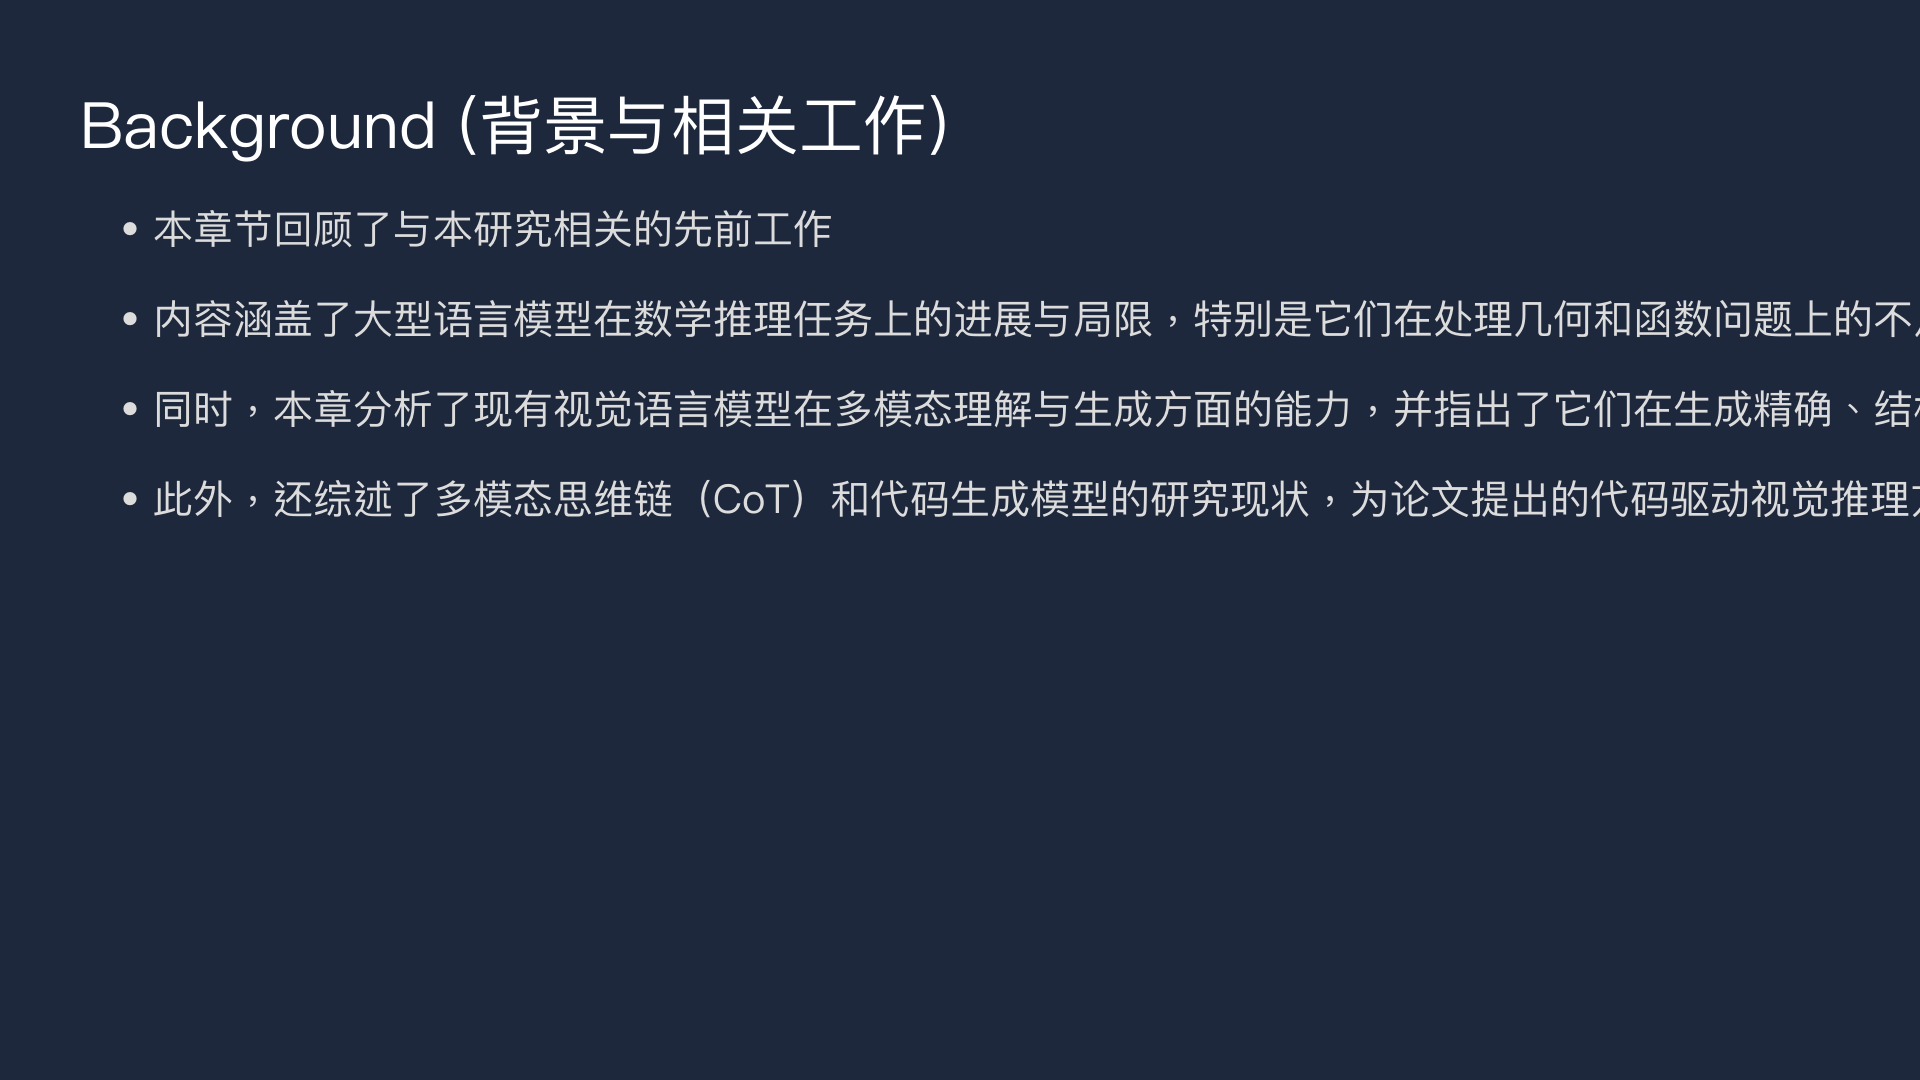 Background (背景与相关工作)
• 本章节回顾了与本研究相关的先前工作
• 内容涵盖了大型语言模型在数学推理任务上的进展与局限，特别是它们在处理几何和函数问题上的不
• 同时，本章分析了现有视觉语言模型在多模态理解与生成方面的能力，并指出了它们在生成精确、结
• 此外，还综述了多模态思维链（CoT）和代码生成模型的研究现状，为论文提出的代码驱动视觉推理